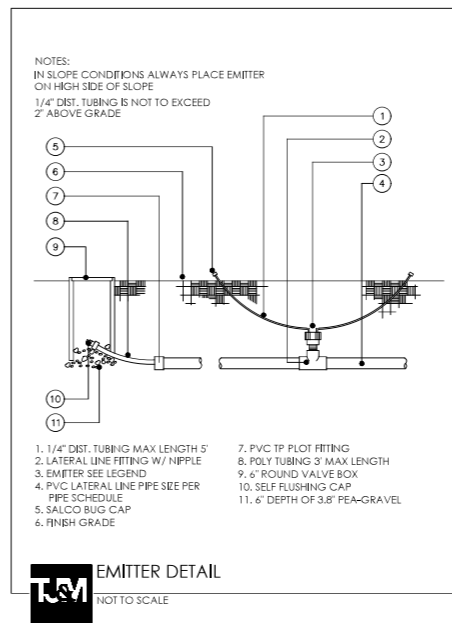 NOTES:
IN SLOPE CONDITIONS ALWAYS PLACE EMITTER
ON HIGH SIDE OF SLOPE
1/4" DIST. TUBING IS NOT TO EXCEED
2" ABOVE GRADE
1
2
3
4
5
6
7
8
9
10
11
1. 1/4" DIST. TUBING MAX LENGTH 5'
2. LATERAL LINE FITTING W/ NIPPLE
3. EMITTER SEE LEGEND
4. PVC LATERAL LINE PIPE SIZE PER
PIPE SCHEDULE
5. SALCO BUG CAP
6. FINISH GRADE
7. PVC TP PLOT FITTING
8. POLY TUBING 3' MAX LENGTH
9. 6" ROUND VALVE BOX
10. SELF FLUSHING CAP
11. 6" DEPTH OF 3.8" PEA-GRAVEL
TJ&M
EMITTER DETAIL
NOT TO SCALE